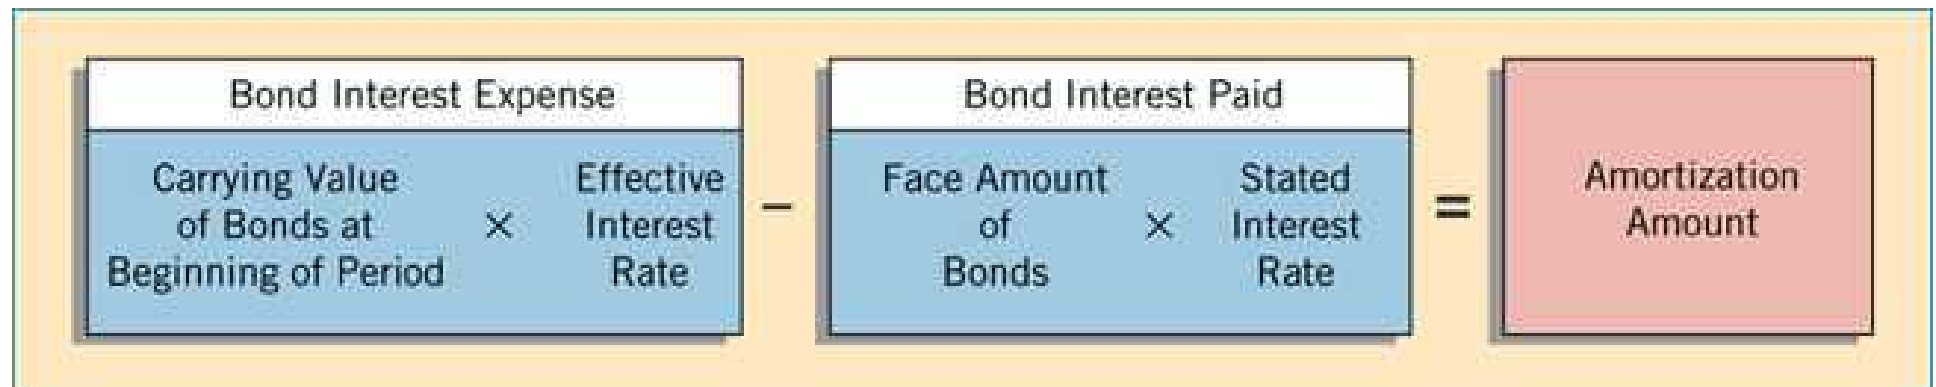 Bond Interest Expense
Carrying Value
of Bonds at
Beginning of Period
×
Effective
Interest
Rate
–
Bond Interest Paid
Face Amount
of
Bonds
×
Stated
Interest
Rate
=
Amortization
Amount